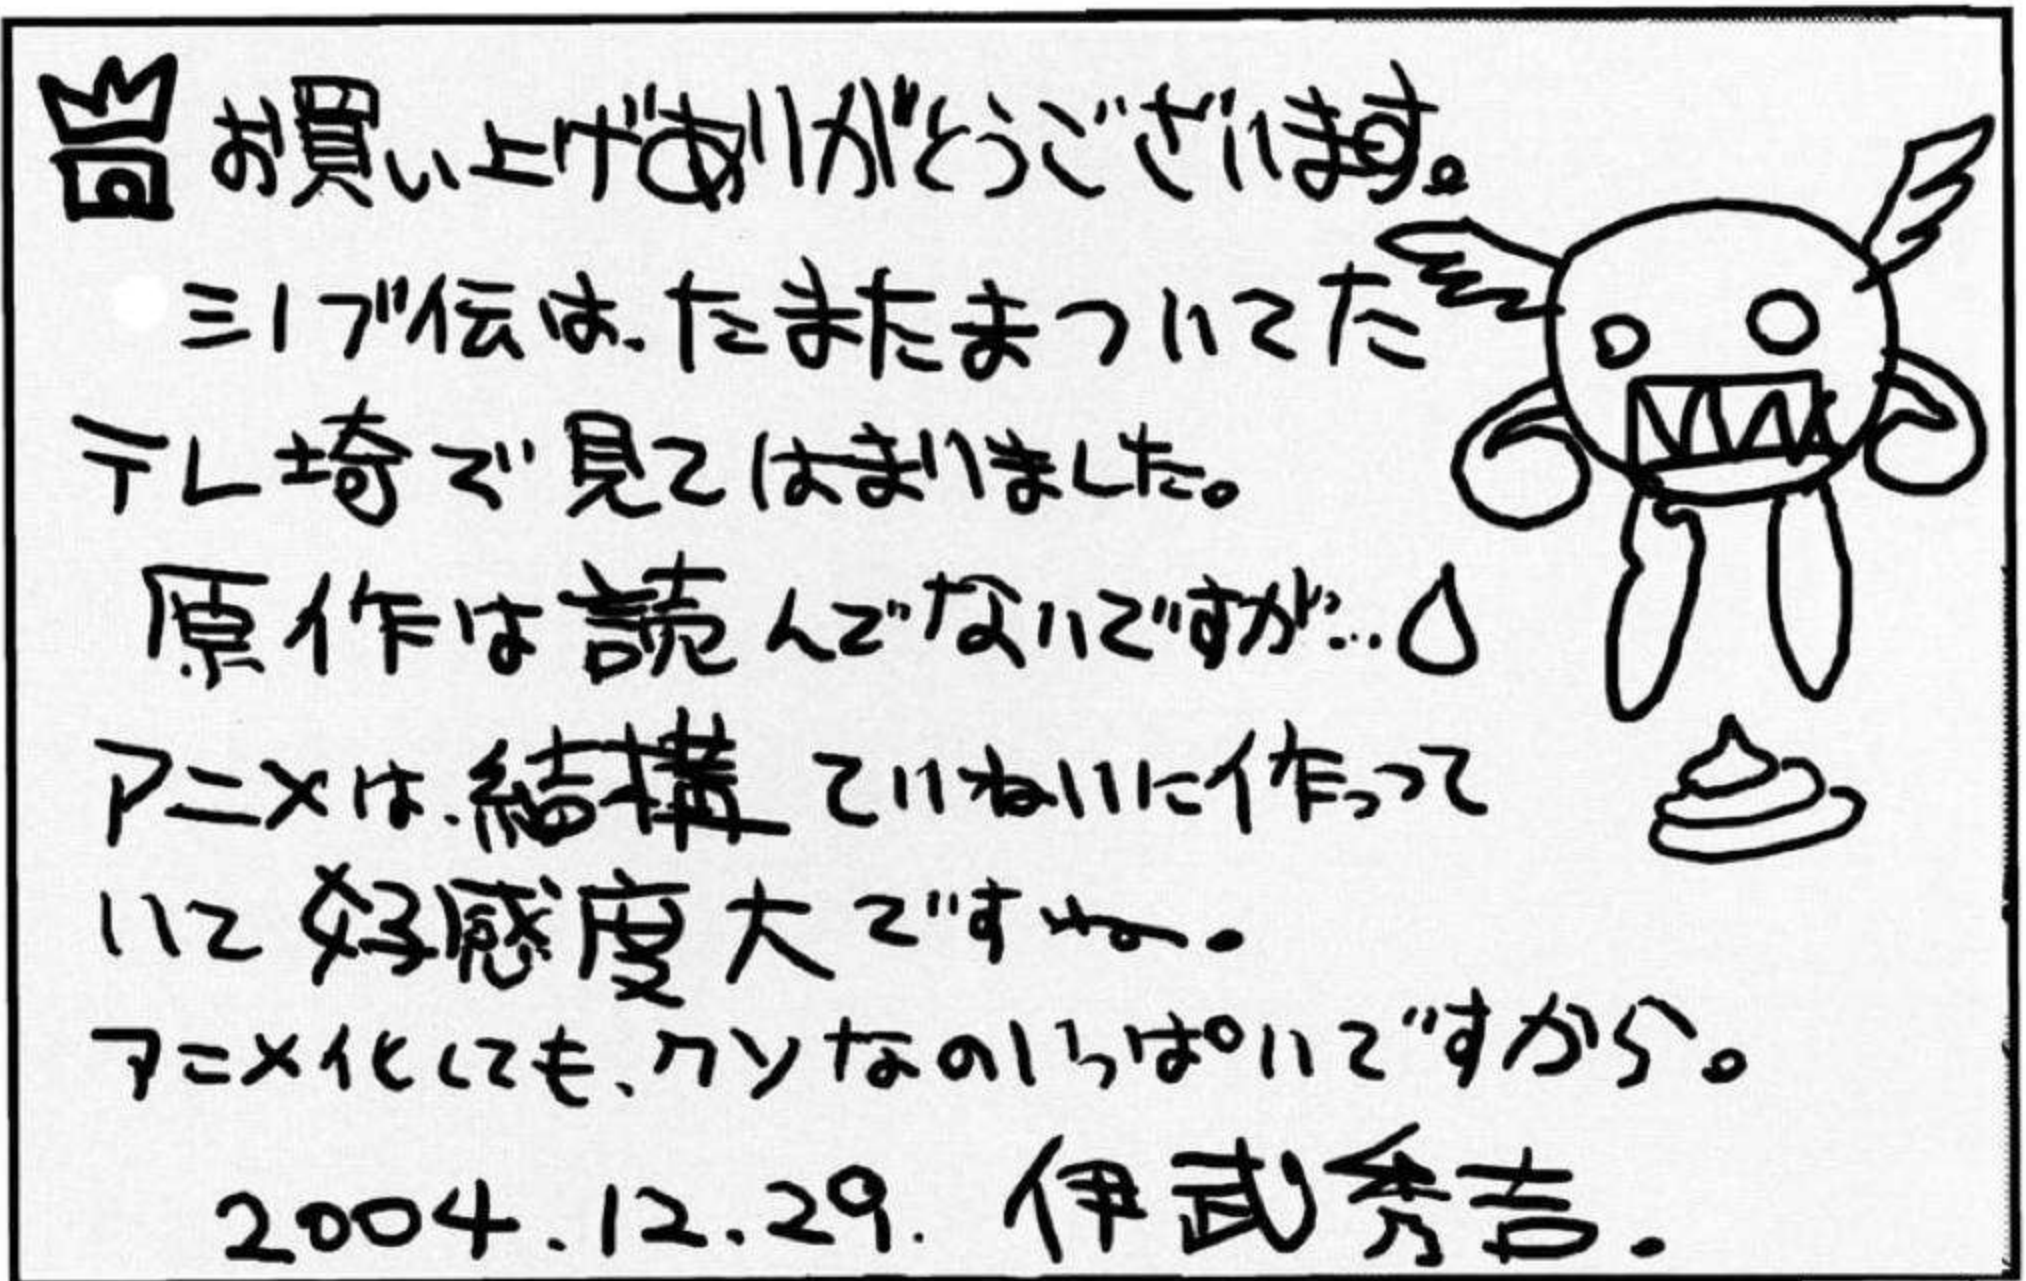 お買い上げありがとうございます。
ミノブ伝は、たまたまついてた
テレ埼で見てはまりました。
原作は読んでないですが…
アニメは、結構ていねいに作って
いて好感度大ですねー。
アニメ化しても、クソなのいっぱいですから。
2004.12.29. 伊武秀吉.